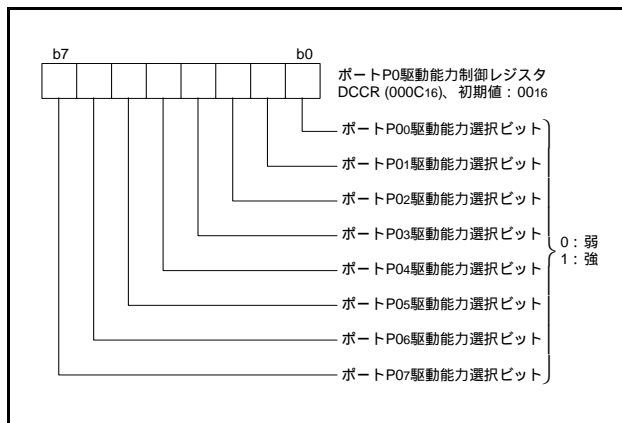 b7 b0
ポートP0駆動能力制御レジスタ
DCCR (000C16)、初期値：0016
ポートP00駆動能力選択ビット
ポートP01駆動能力選択ビット
ポートP02駆動能力選択ビット
ポートP03駆動能力選択ビット
ポートP04駆動能力選択ビット
ポートP05駆動能力選択ビット
ポートP06駆動能力選択ビット
ポートP07駆動能力選択ビット
0：弱
1：強